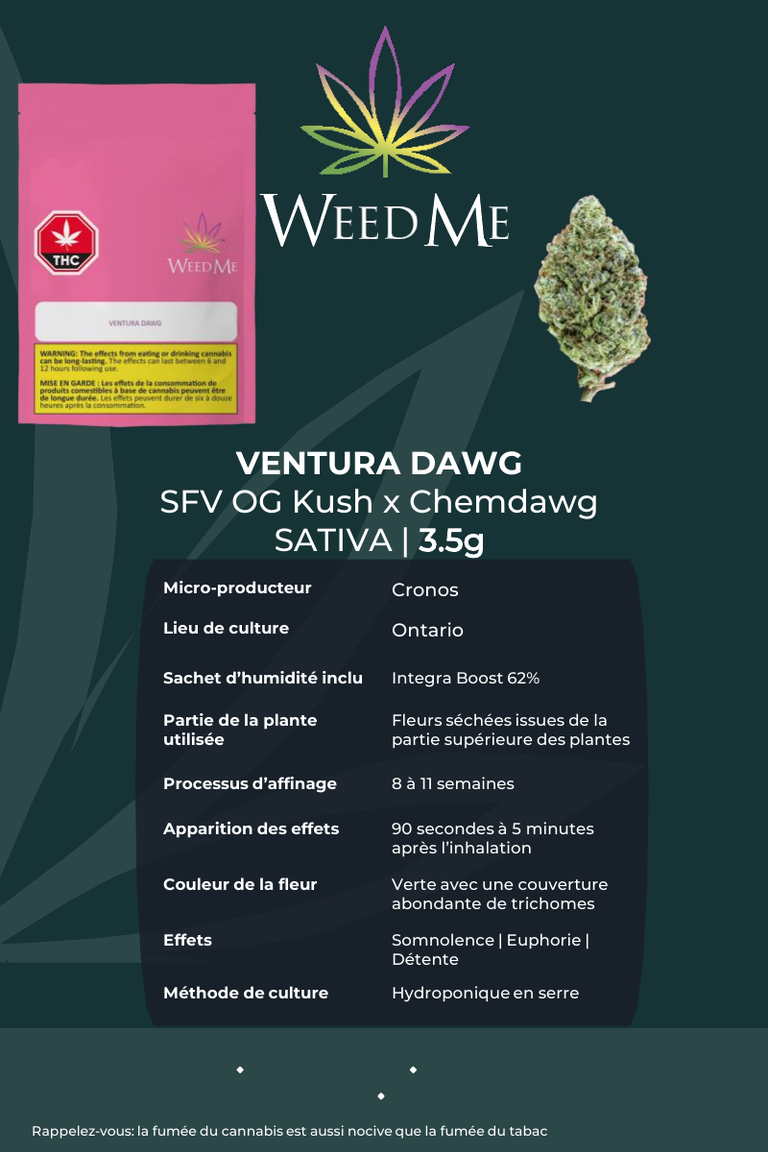 WEED ME
THC
WEED ME
VENTURA DAWG
WARNING: The effects from eating or drinking cannabis
can be long-lasting. The effects can last between 6 and
12 hours following use.
MISE EN GARDE : Les effets de la consommation de
produits comestibles à base de cannabis peuvent être
de longue durée. Les effets peuvent durer de six à douze
heures après la consommation.
VENTURA DAWG
SFV OG Kush x Chemdawg
SATIVA | 3.5g
Micro-producteur Cronos
Lieu de culture Ontario
Sachet d’humidité inclu Integra Boost 62%
Partie de la plante Fleurs séchées issues de la
utilisée partie supérieure des plantes
Processus d’affinage 8 à 11 semaines
Apparition des effets 90 secondes à 5 minutes
après l’inhalation
Couleur de la fleur Verte avec une couverture
abondante de trichomes
Effets Somnolence | Euphorie |
Détente
Méthode de culture Hydroponique en serre
Rappelez-vous: la fumée du cannabis est aussi nocive que la fumée du tabac